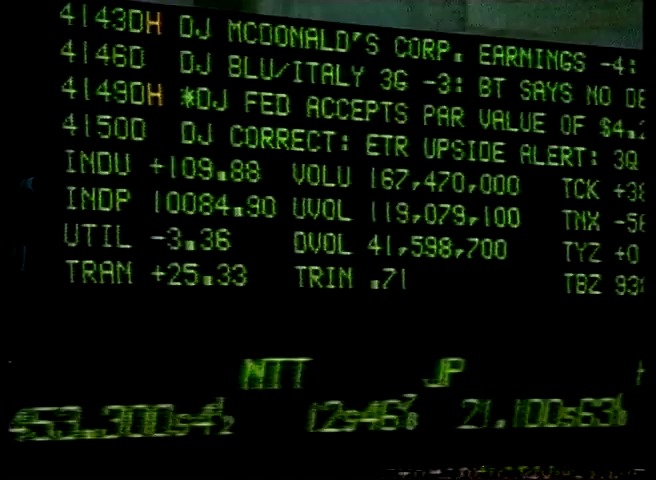 4143DH DJ MCDONALD'S CORP. EARNINGS -4:
4146D DJ BLU/ITALY 3G -3: BT SAYS NO DE
4149DH *DJ FED ACCEPTS PAR VALUE OF $4.2
4150D DJ CORRECT: ETR UPSIDE ALERT: 3Q
INDU +109.88 VOLU 167,470,000 TCK +38
INDP 10084.90 UVOL 119,079,100 TNX -56
UTIL -3.36 DVOL 41,598,700 TYZ +0
TRAN +25.33 TRIN .71 TBZ 93
NTT JP